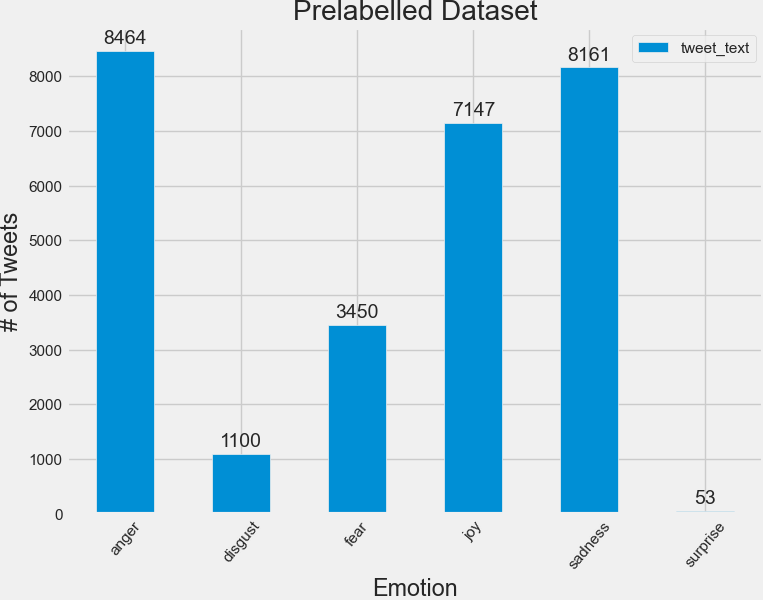 Prelabelled Dataset
tweet_text
8464
1100
3450
7147
8161
53
# of Tweets
8000
7000
6000
5000
4000
3000
2000
1000
0
anger
disgust
fear
joy
sadness
surprise
Emotion